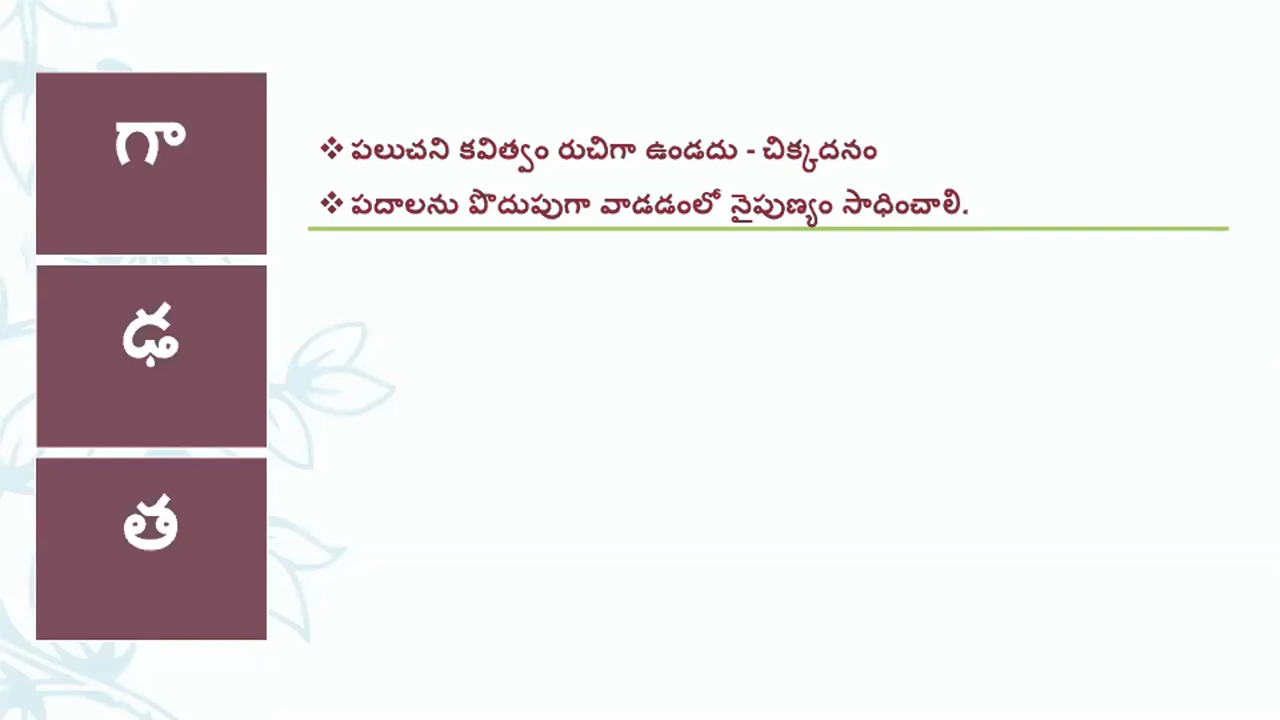 గా
❖ పలుచని కవిత్వం రుచిగా ఉండదు - చిక్కదనం
❖ పదాలను పొదుపుగా వాడడంలో నైపుణ్యం సాధించాలి.
ఢ
త